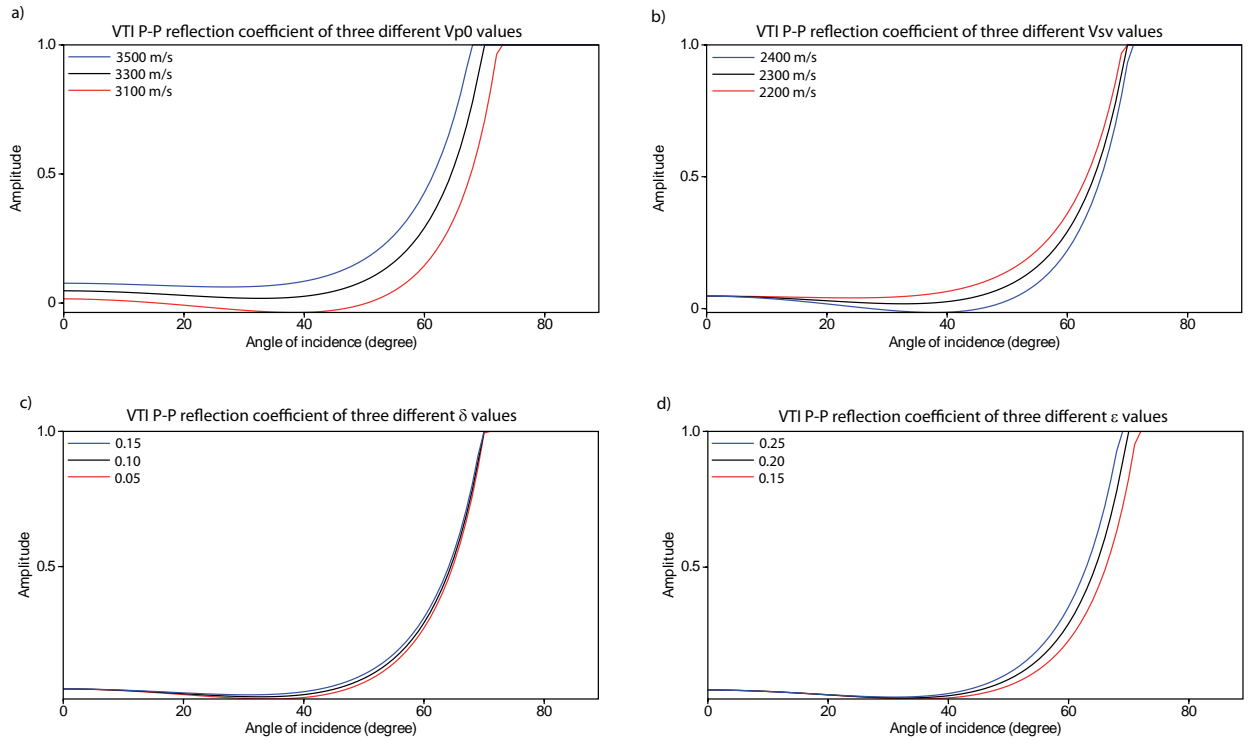 a)
VTI P-P reflection coefficient of three different Vp0 values
1.0
3500 m/s
3300 m/s
3100 m/s
0.5
0
Amplitude
0
20
40
60
80
Angle of incidence (degree)
b)
VTI P-P reflection coefficient of three different Vsv values
1.0
2400 m/s
2300 m/s
2200 m/s
0.5
0
Amplitude
0
20
40
60
80
Angle of incidence (degree)
c)
VTI P-P reflection coefficient of three different δ values
1.0
0.15
0.10
0.05
0.5
Amplitude
0
20
40
60
80
Angle of incidence (degree)
d)
VTI P-P reflection coefficient of three different ε values
1.0
0.25
0.20
0.15
0.5
Amplitude
0
20
40
60
80
Angle of incidence (degree)